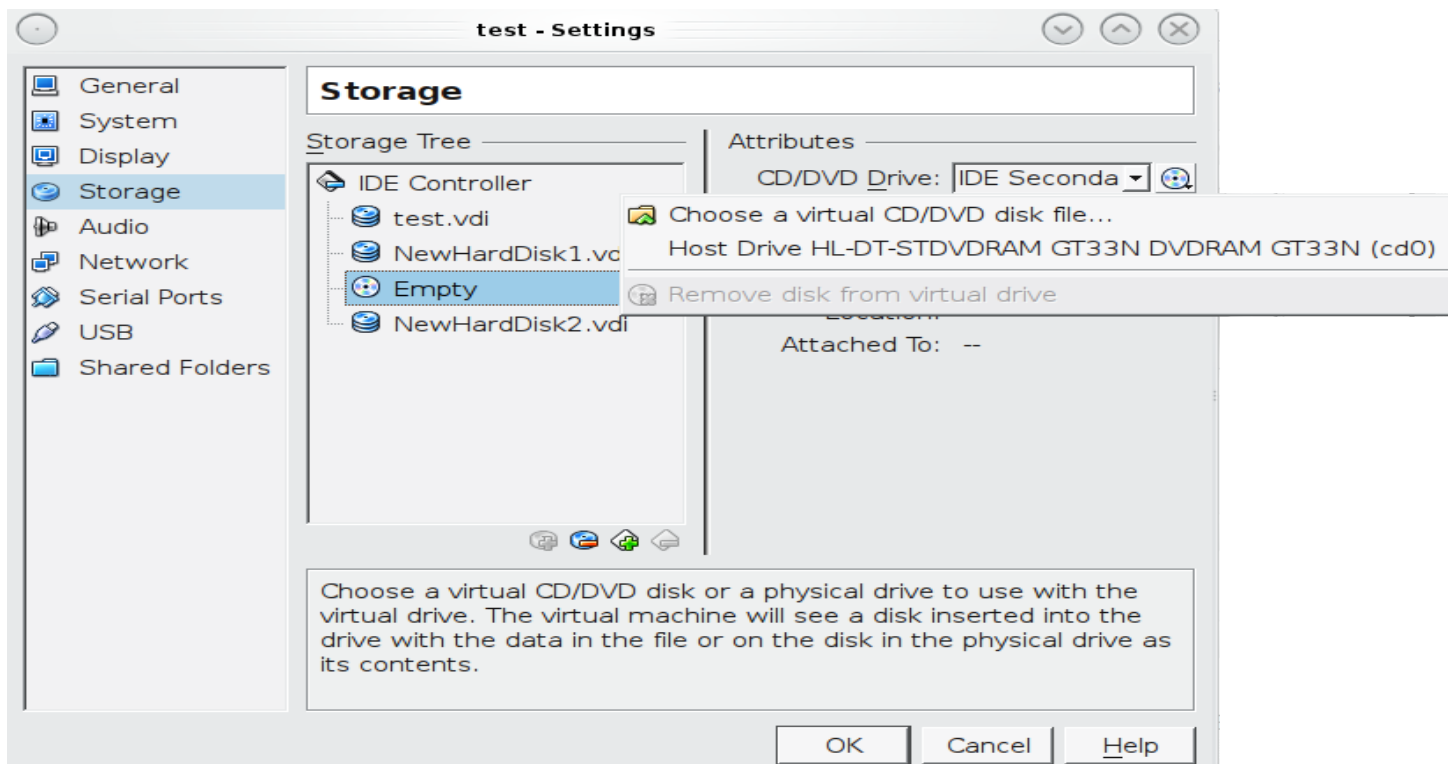 test - Settings
General
System
Display
Storage
Audio
Network
Serial Ports
USB
Shared Folders
Storage
Storage Tree
IDE Controller
test.vdi
NewHardDisk1.vd
Empty
NewHardDisk2.vdi
Attributes
CD/DVD Drive: IDE Seconda
Choose a virtual CD/DVD disk file...
Host Drive HL-DT-STDVDRAM GT33N DVDRAM GT33N (cd0)
Remove disk from virtual drive
Location:
Attached To: --
Choose a virtual CD/DVD disk or a physical drive to use with the
virtual drive. The virtual machine will see a disk inserted into the
drive with the data in the file or on the disk in the physical drive as
its contents.
OK Cancel Help